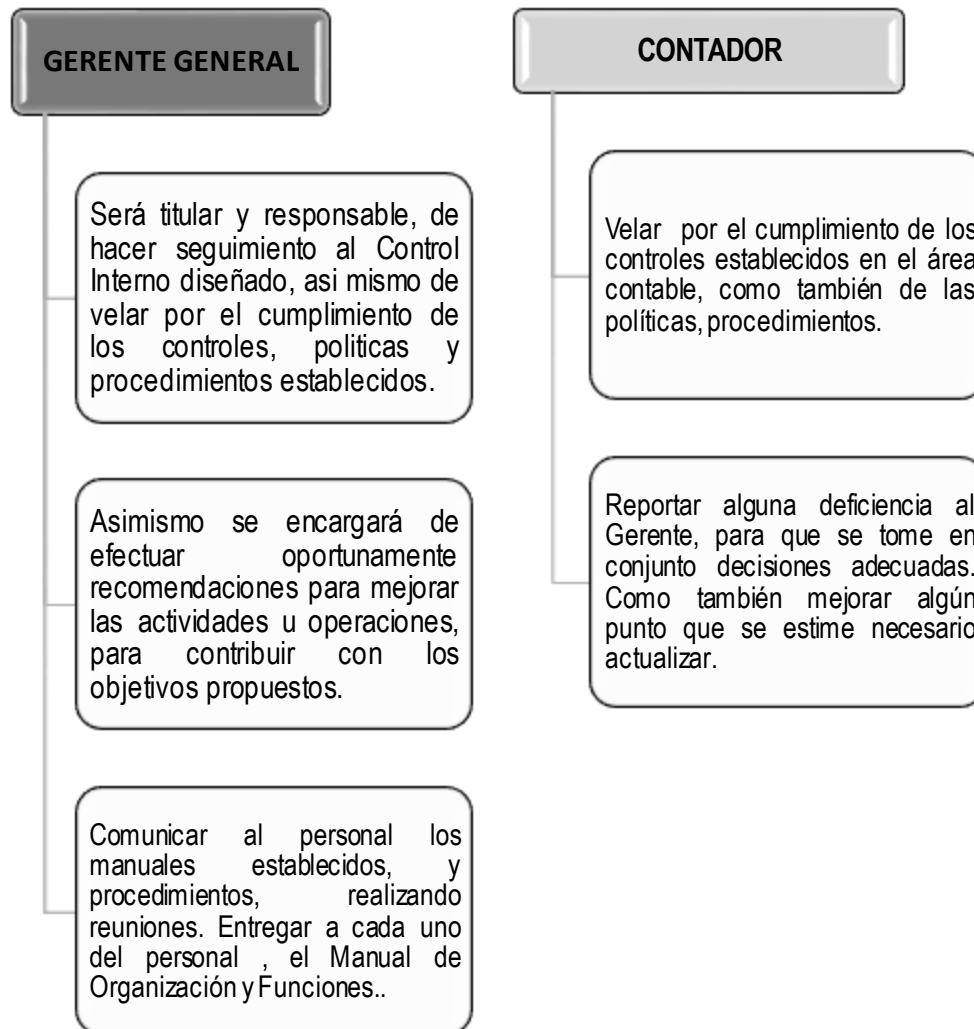 GERENTE GENERAL
Será titular y responsable, de
hacer seguimiento al Control
Interno diseñado, asi mismo de
velar por el cumplimiento de
los controles, politicas y
procedimientos establecidos.
Asimismo se encargará de
efectuar oportunamente
recomendaciones para mejorar
las actividades u operaciones,
para contribuir con los
objetivos propuestos.
Comunicar al personal los
manuales establecidos, y
procedimientos, realizando
reuniones. Entregar a cada uno
del personal , el Manual de
Organización y Funciones..
CONTADOR
Velar por el cumplimiento de los
controles establecidos en el área
contable, como también de las
políticas, procedimientos.
Reportar alguna deficiencia al
Gerente, para que se tome en
conjunto decisiones adecuadas.
Como también mejorar algún
punto que se estime necesario
actualizar.